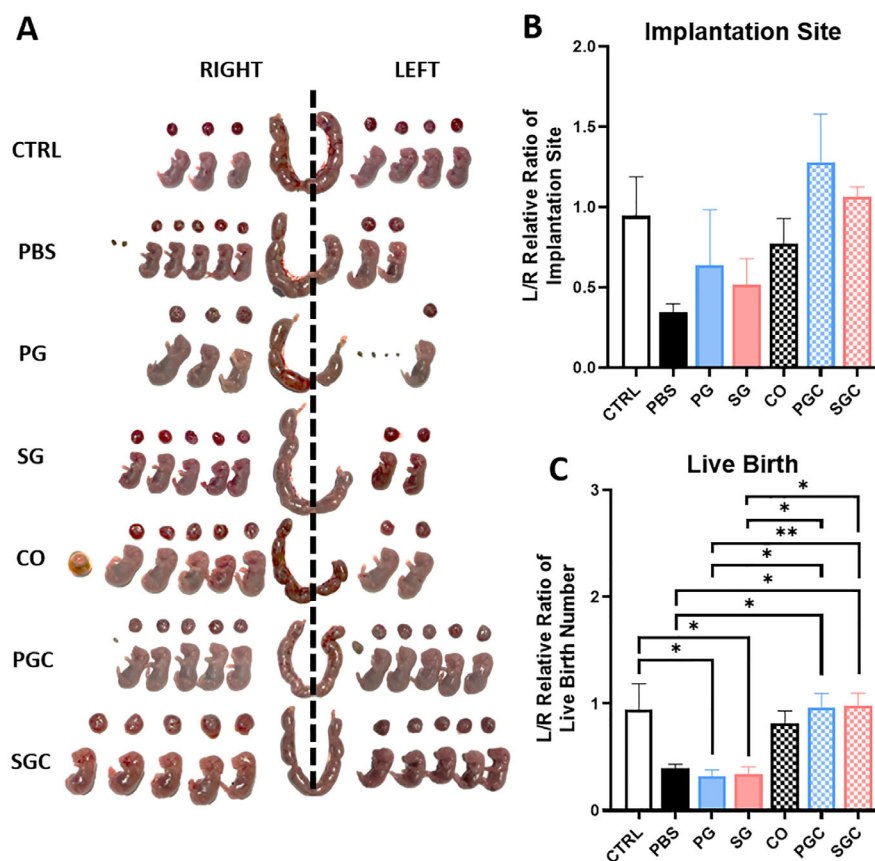 A
RIGHT
LEFT
CTRL
PBS
PG
SG
CO
PGC
SGC
B
Implantation Site
L/R Relative Ratio of
Implantation Site
2.0
1.5
1.0
0.5
0.0
CTRL
PBS
PG
SG
CO
PGC
SGC
C
Live Birth
L/R Relative Ratio of
Live Birth Number
3
2
1
0
*
*
**
*
*
*
*
*
CTRL
PBS
PG
SG
CO
PGC
SGC